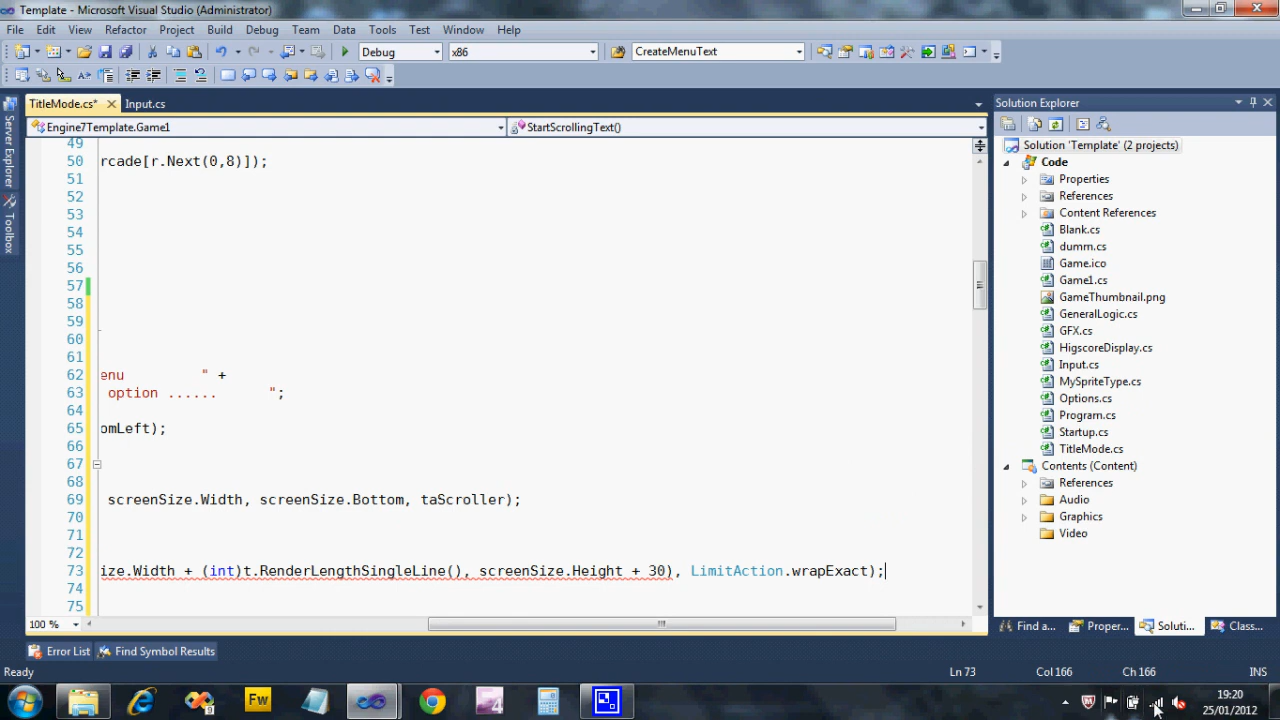 Template - Microsoft Visual Studio (Administrator)
File Edit View Refactor Project Build Debug Team Data Tools Test Window Help
Debug x86 CreateMenuText
TitleMode.cs* Input.cs
Engine7Template.Game1 StartScrollingText()
49
50 rcade[r.Next(0,8)]);
51
52
53
54
55
56
57
58
59
60
61
62 enu " +
63 option ...... ";
64
65 omLeft);
66
67
68
69 screenSize.Width, screenSize.Bottom, taScroller);
70
71
72
73 ize.Width + (int)t.RenderLengthSingleLine(), screenSize.Height + 30), LimitAction.wrapExact);
74
75
100 %
Server Explorer
Toolbox
Solution Explorer
Solution 'Template' (2 projects)
Code
Properties
References
Content References
Blank.cs
dumm.cs
Game.ico
Game1.cs
GameThumbnail.png
GeneralLogic.cs
GFX.cs
HigscoreDisplay.cs
Input.cs
MySpriteType.cs
Options.cs
Program.cs
Startup.cs
TitleMode.cs
Contents (Content)
References
Audio
Graphics
Video
Find a... Proper... Soluti... Class...
Error List Find Symbol Results
Ready Ln 73 Col 166 Ch 166 INS
Fw 4
19:20
25/01/2012